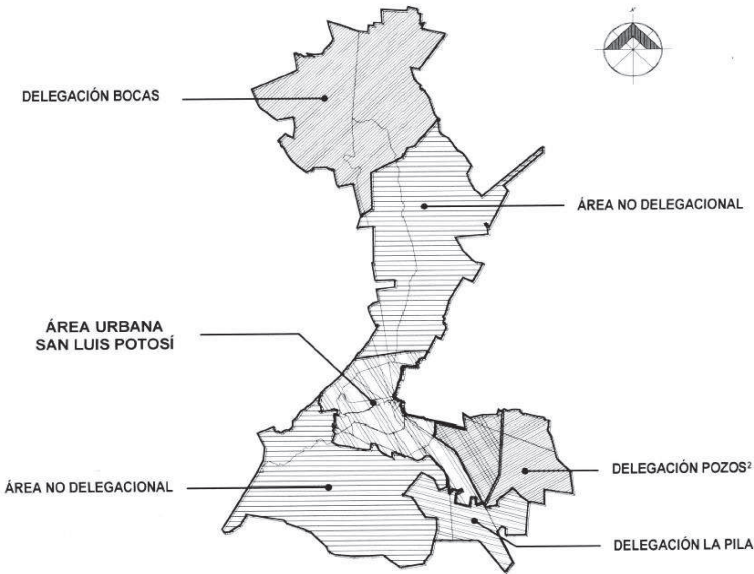 N
DELEGACIÓN BOCAS
ÁREA NO DELEGACIONAL
ÁREA URBANA
SAN LUIS POTOSÍ
DELEGACIÓN POZOS²
ÁREA NO DELEGACIONAL
DELEGACIÓN LA PILA